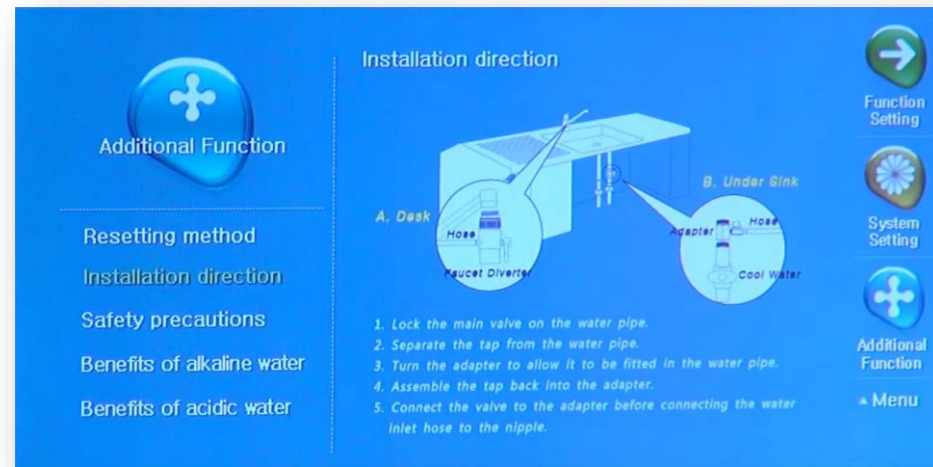 Additional Function
Resetting method
Installation direction
Safety precautions
Benefits of alkaline water
Benefits of acidic water
Installation direction
A. Desk
Hose
Faucet Diverter
B. Under Sink
Adapter
Hose
Cool Water
1. Lock the main valve on the water pipe.
2. Separate the tap from the water pipe.
3. Turn the adapter to allow it to be fitted in the water pipe.
4. Assemble the tap back into the adapter.
5. Connect the valve to the adapter before connecting the water
inlet hose to the nipple.
Function
Setting
System
Setting
Additional
Function
Menu